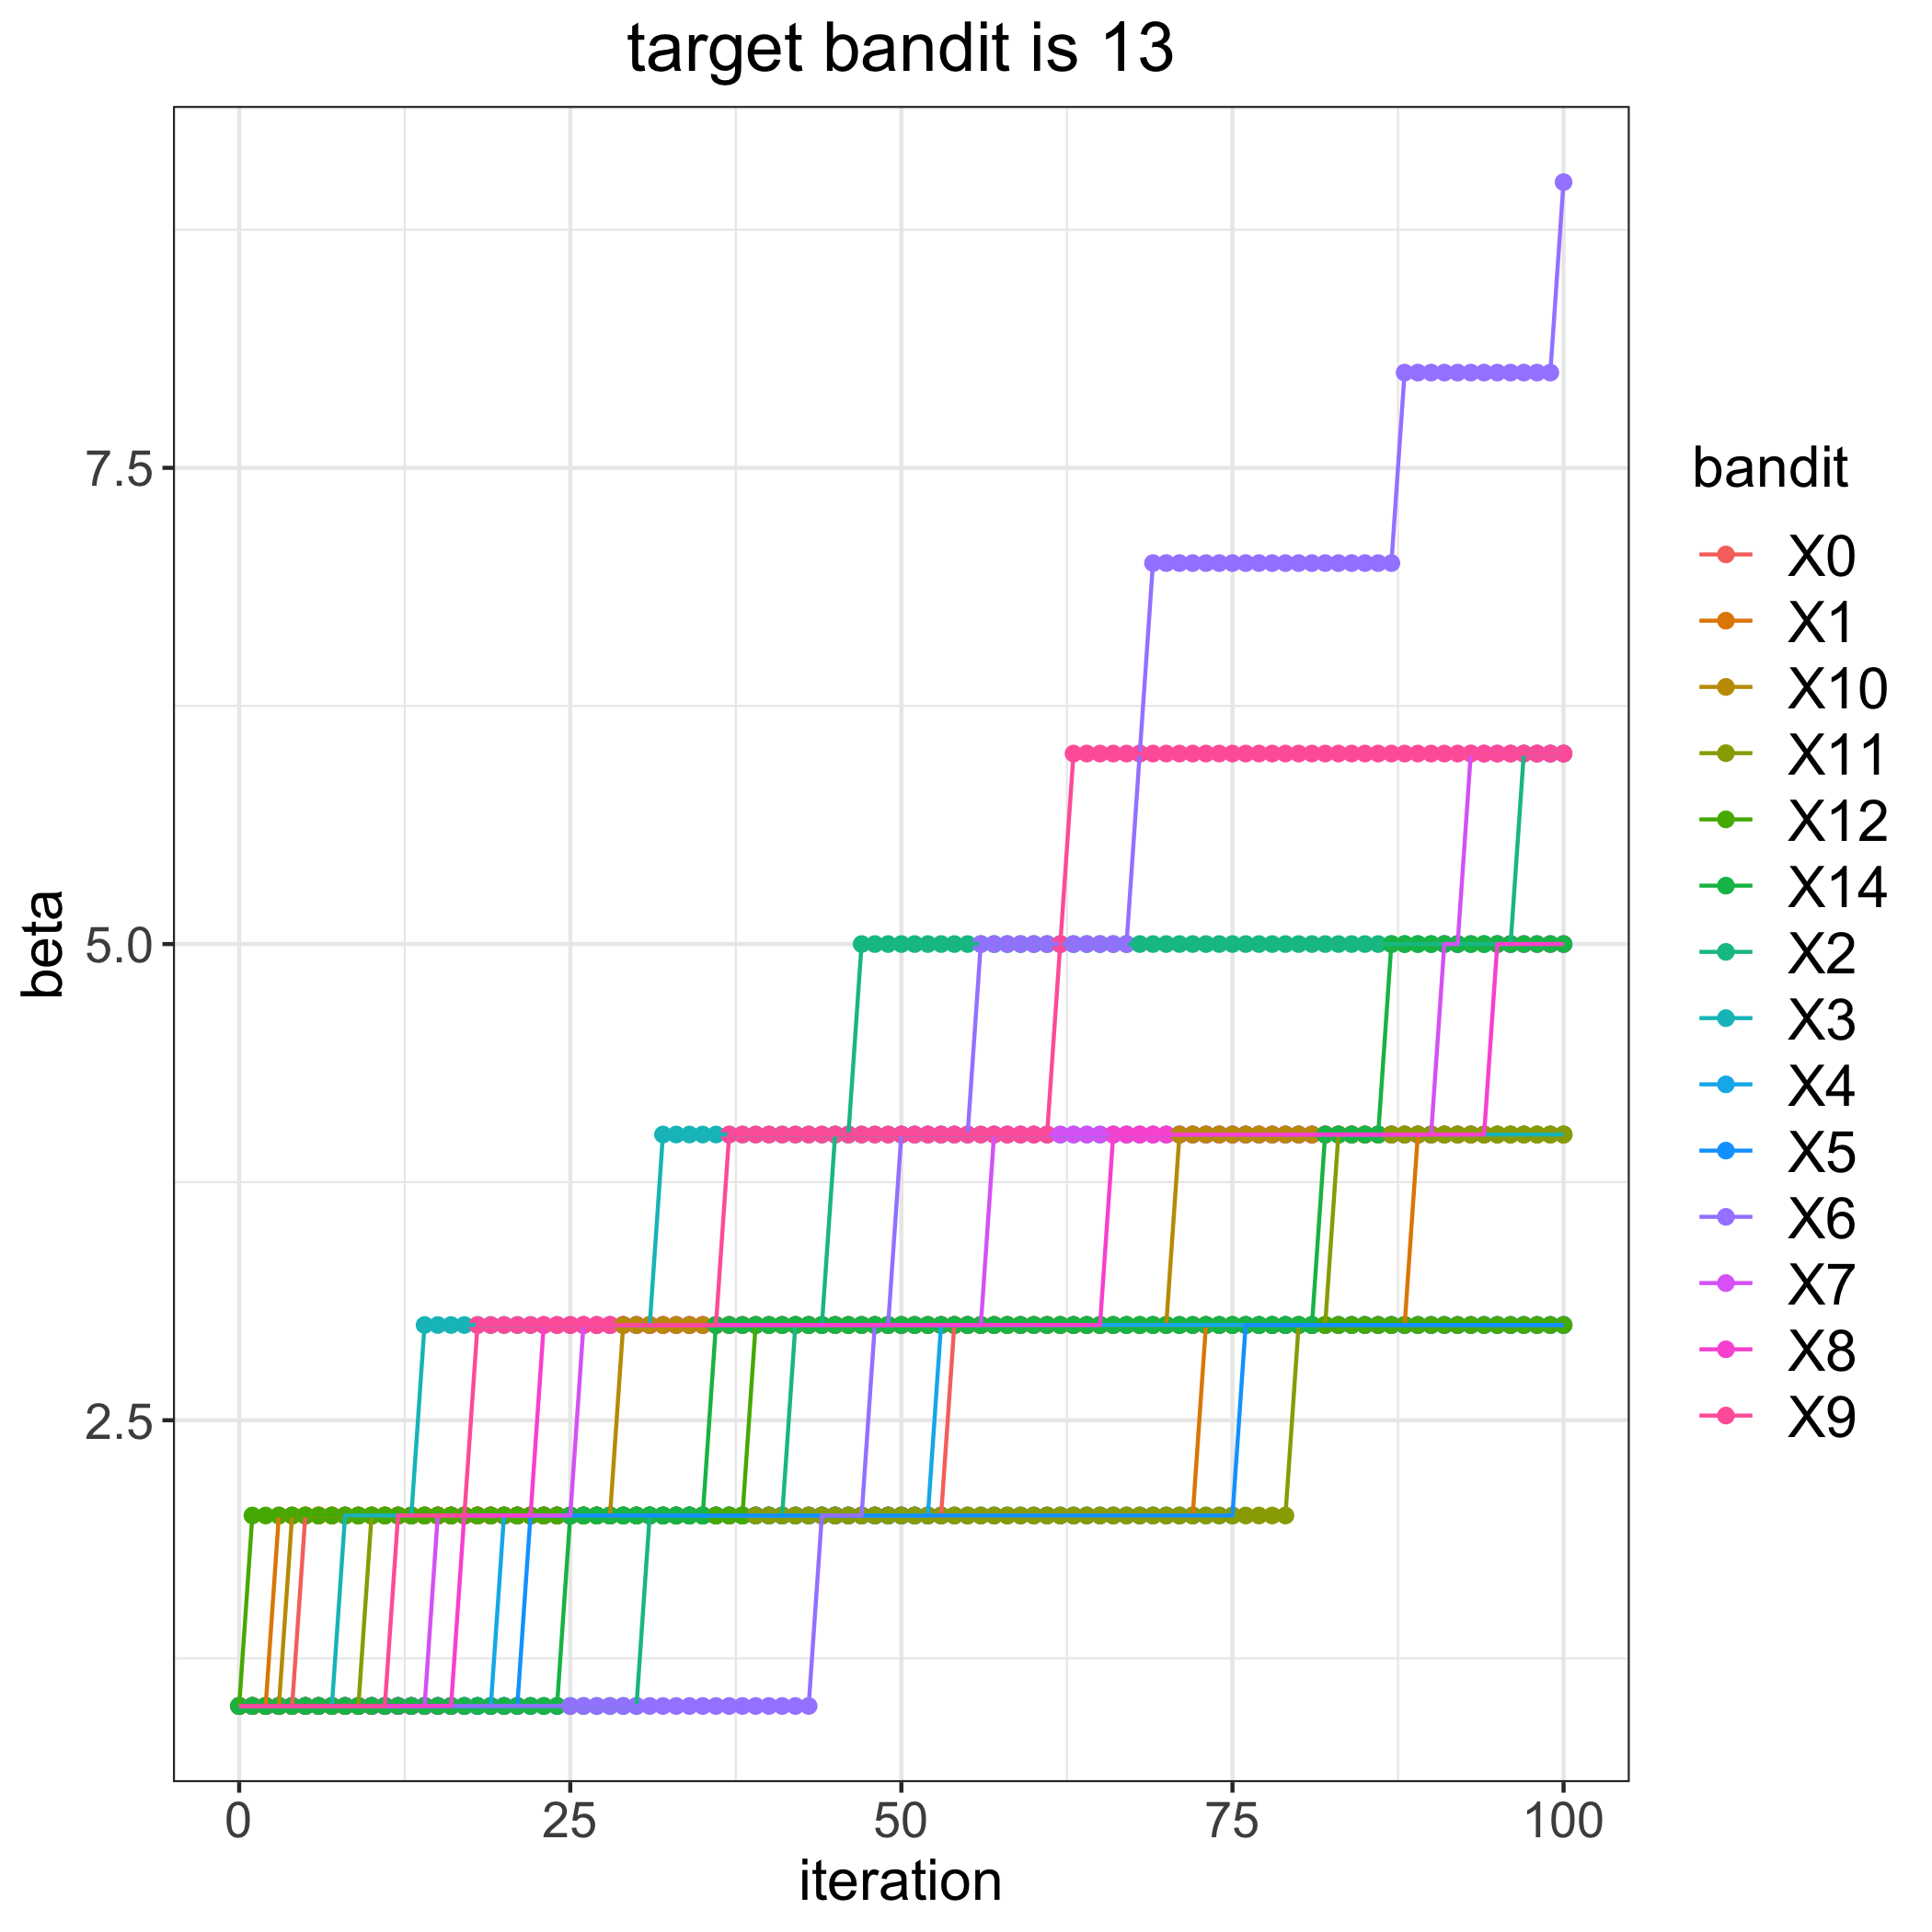 target bandit is 13
7.5
5.0
2.5
beta
0 25 50 75 100
iteration
bandit
X0
X1
X10
X11
X12
X14
X2
X3
X4
X5
X6
X7
X8
X9